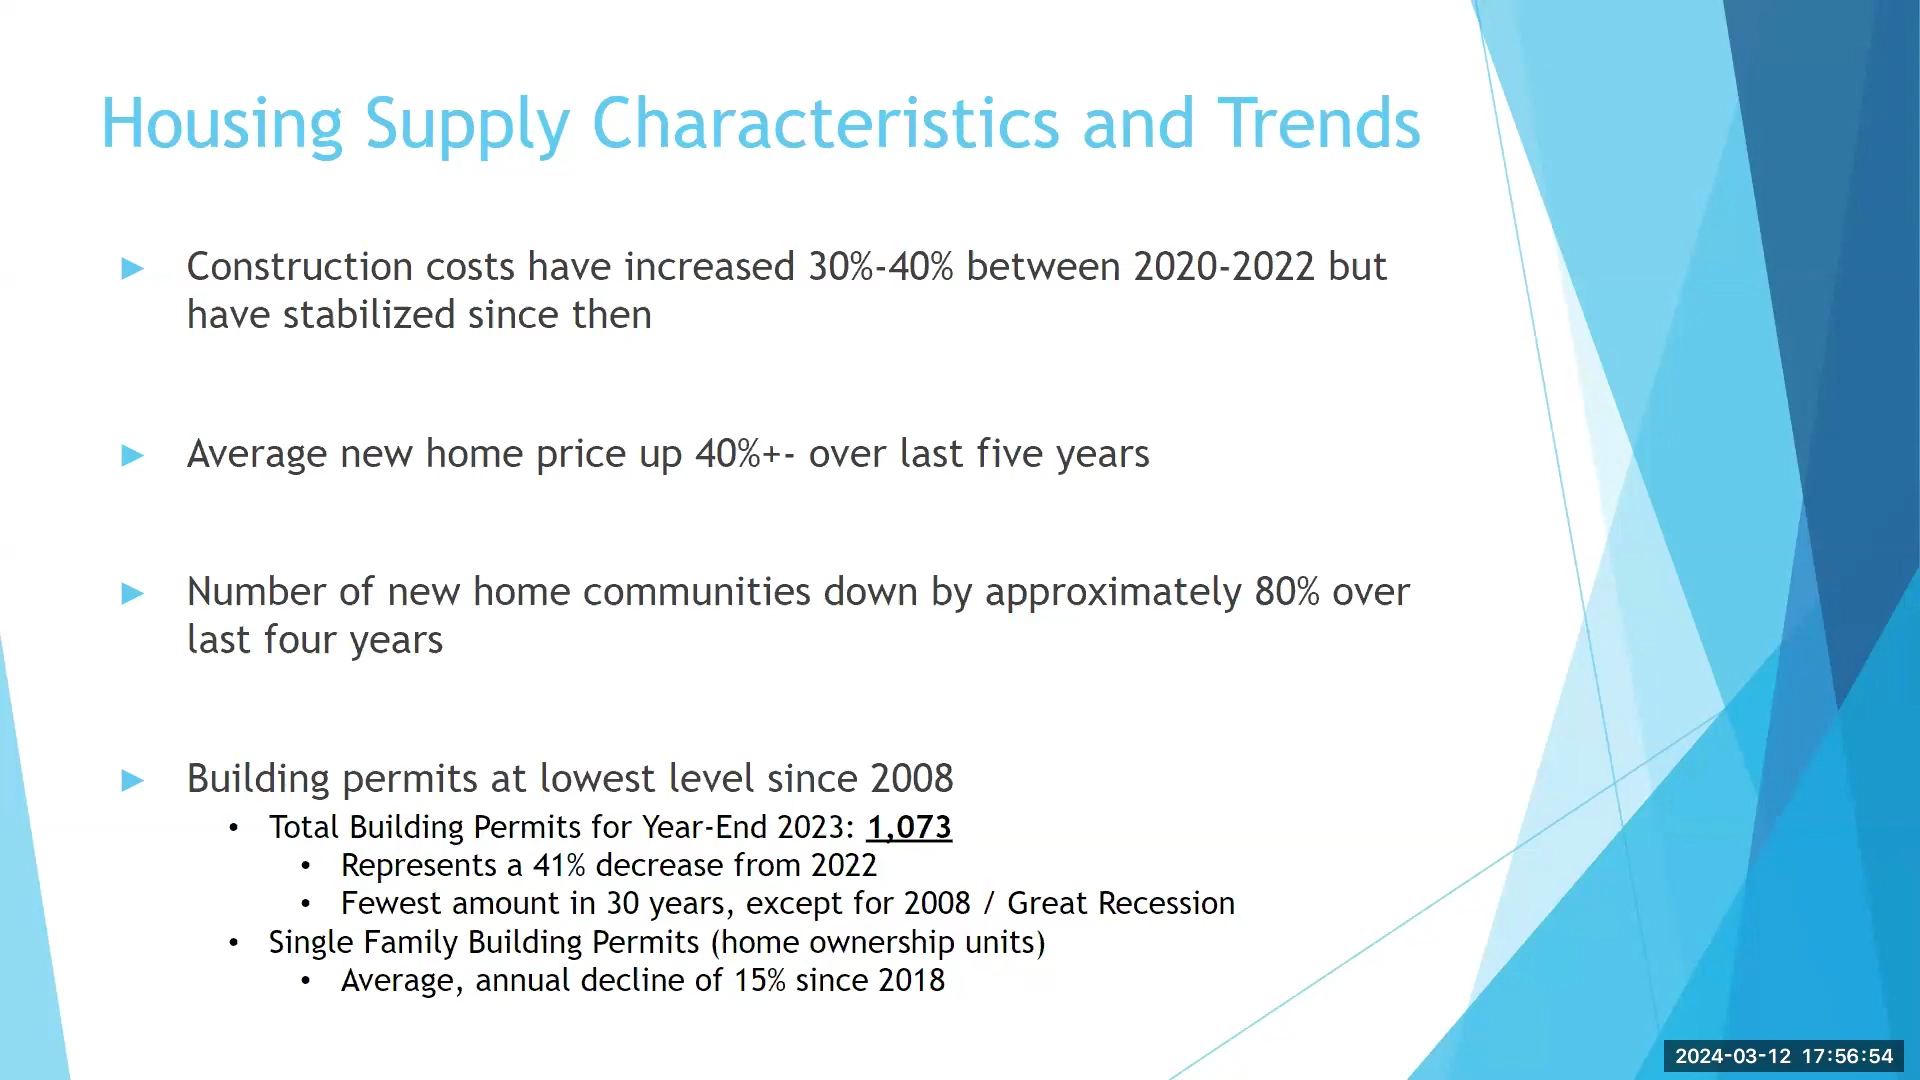 Housing Supply Characteristics and Trends
► Construction costs have increased 30%-40% between 2020-2022 but
have stabilized since then
► Average new home price up 40%+- over last five years
► Number of new home communities down by approximately 80% over
last four years
► Building permits at lowest level since 2008
• Total Building Permits for Year-End 2023: 1,073
• Represents a 41% decrease from 2022
• Fewest amount in 30 years, except for 2008 / Great Recession
• Single Family Building Permits (home ownership units)
• Average, annual decline of 15% since 2018
2024-03-12 17:56:54